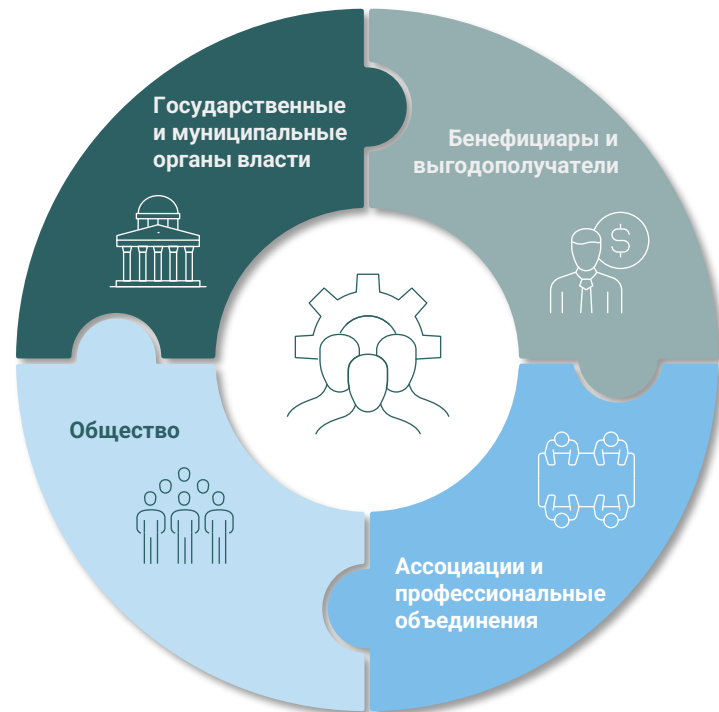 Государственные
и муниципальные
органы власти
Бенефициары и
выгодополучатели
$
Общество
Ассоциации и
профессиональные
объединения